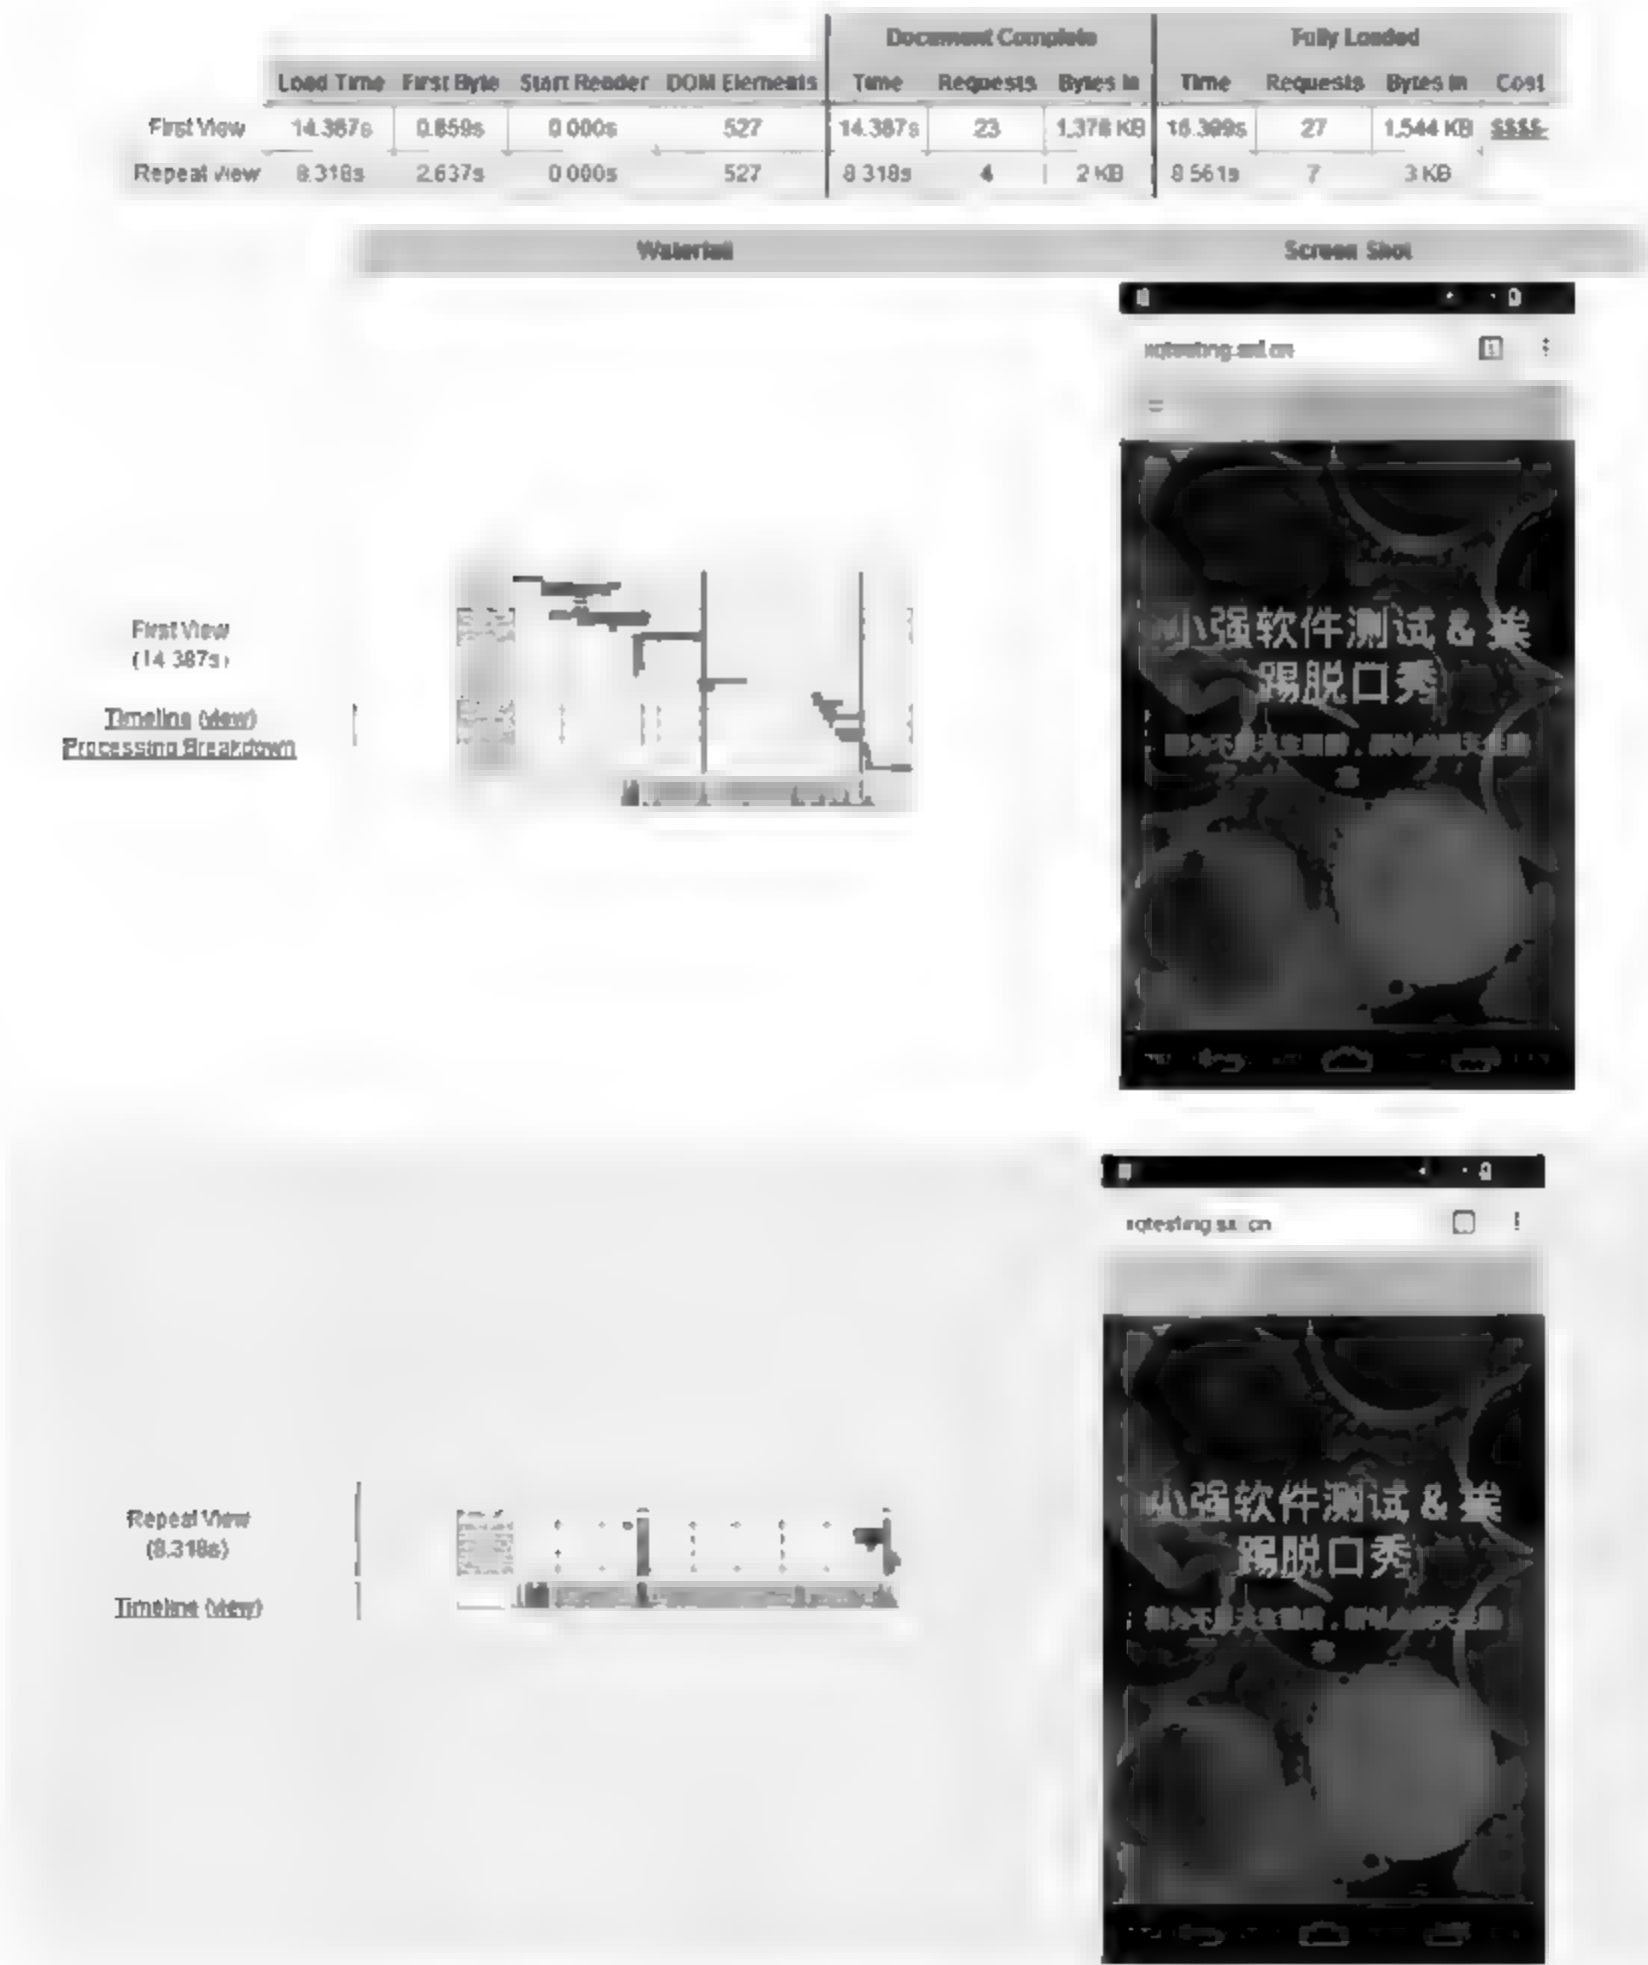 Document Complete Fully Loaded
Load Time First Byte Start Render DOM Elements Time Requests Bytes In Time Requests Bytes In Cost
First View 14.387s 0.859s 0.000s 527 14.387s 23 1,378 KB 27 1,544 KB $$$$-
Repeat View 8.318s 2.637s 0.000s 527 8.318s 4 2 KB 8.561s 7 3 KB
Waterfall Screen Shot
First View
(14.387s)
Timeline (view)
Processing Breakdown
小强软件测试 & 挨
踢脱口秀
Repeat View
(8.318s)
Timeline (view)
小强软件测试 & 挨
踢脱口秀